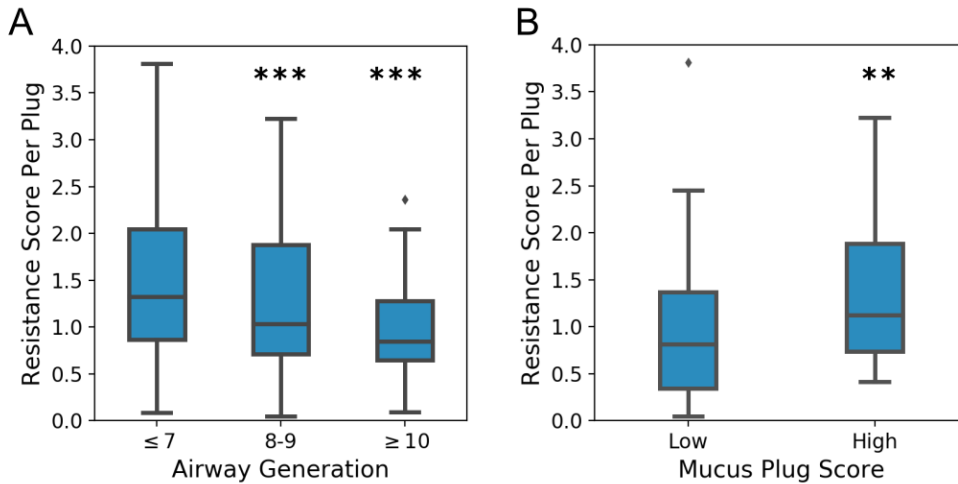 A
Resistance Score Per Plug
4.0
3.5
3.0
2.5
2.0
1.5
1.0
0.5
0.0
*** ***
≤ 7 8-9 ≥ 10
Airway Generation
B
Resistance Score Per Plug
4.0
3.5
3.0
2.5
2.0
1.5
1.0
0.5
0.0
**
Low High
Mucus Plug Score